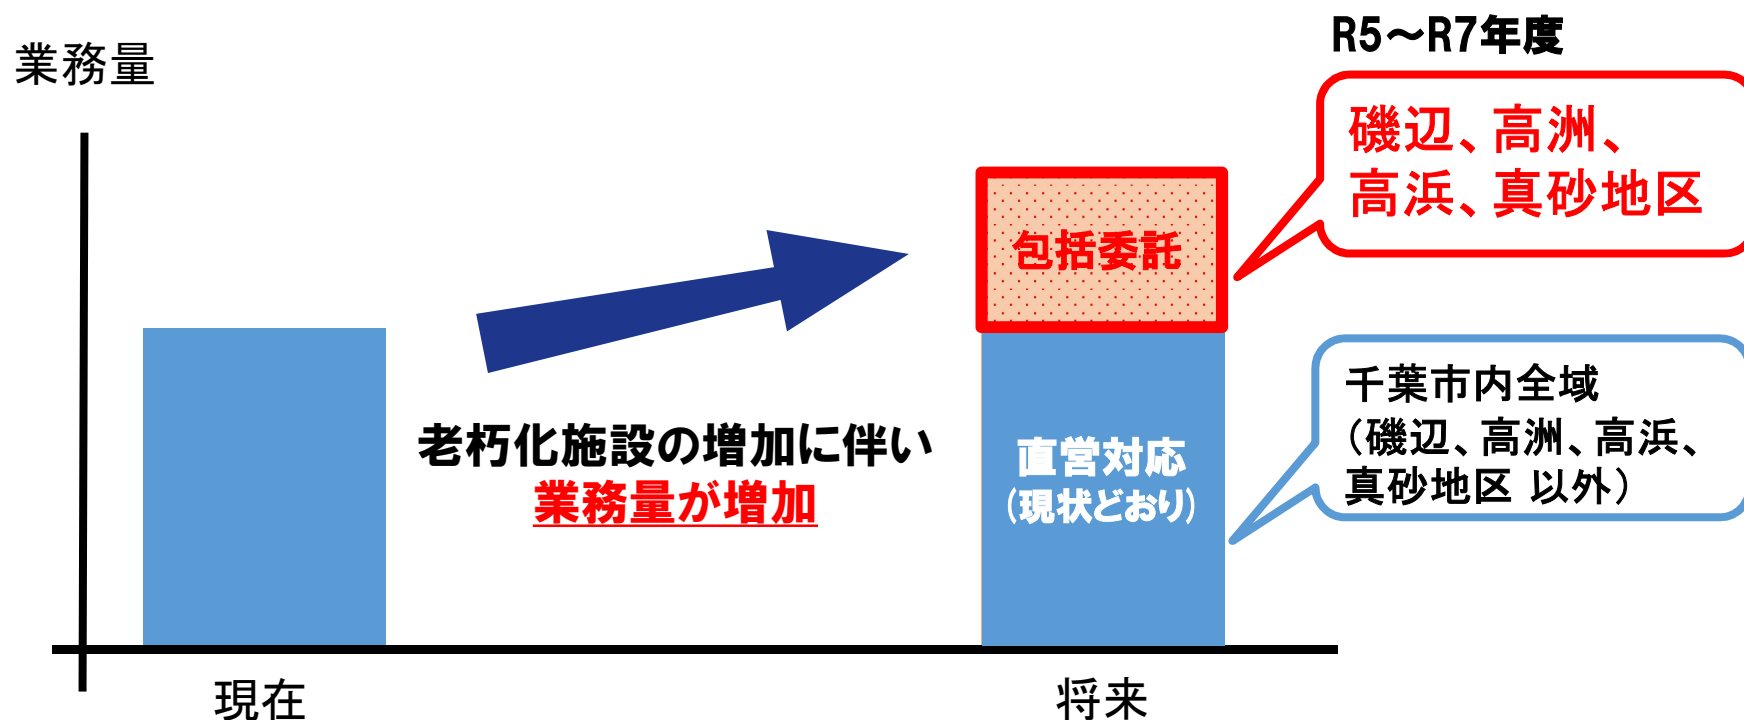 業務量
R5～R7年度
磯辺、高洲、
高浜、真砂地区
包括委託
千葉市内全域
（磯辺、高洲、高浜、
真砂地区 以外）
老朽化施設の増加に伴い
業務量が増加
直営対応
（現状どおり）
現在
将来